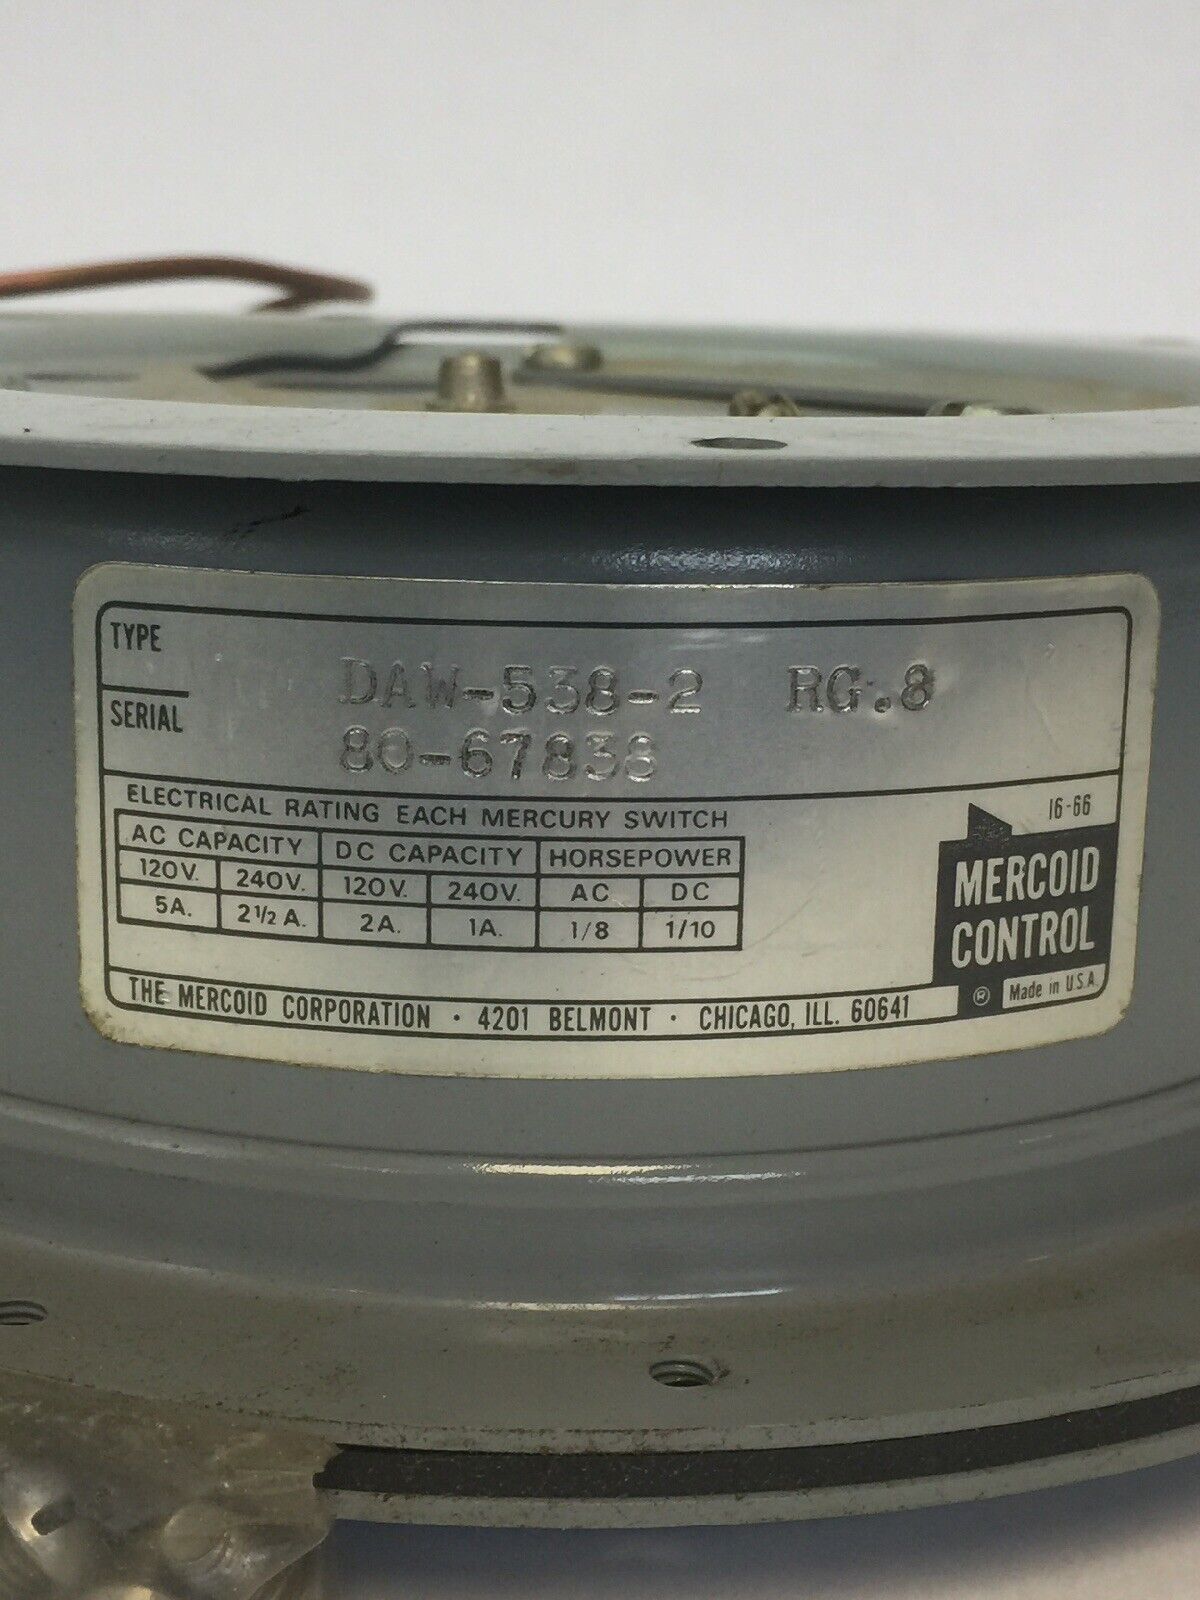 TYPE
DAW-538-2 RG.8
SERIAL
80-67838
ELECTRICAL RATING EACH MERCURY SWITCH
AC CAPACITY DC CAPACITY HORSEPOWER
120V. 240V. 120V. 240V. AC DC
5A. 2 1/2 A. 2A. 1A. 1/8 1/10
16-66
MERCOID
CONTROL
® Made in U.S.A.
THE MERCOID CORPORATION · 4201 BELMONT · CHICAGO, ILL. 60641